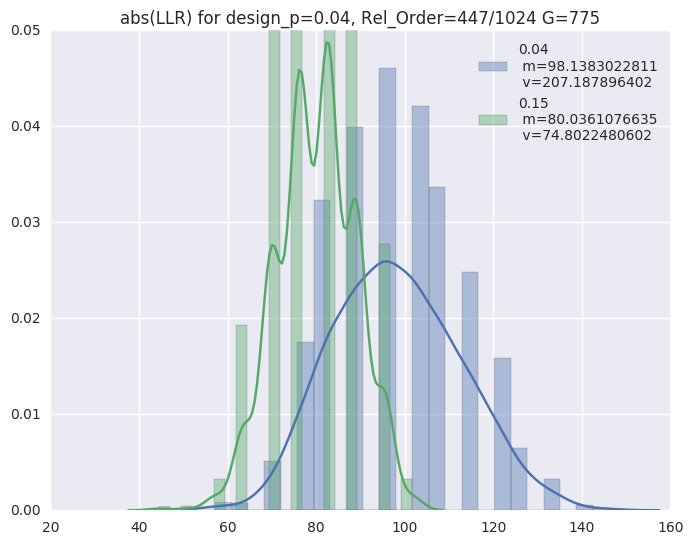 abs(LLR) for design_p=0.04, Rel_Order=447/1024 G=775
0.05
0.04
0.03
0.02
0.01
0.00
20 40 60 80 100 120 140 160
0.04
m=98.1383022811
v=207.187896402
0.15
m=80.0361076635
v=74.8022480602